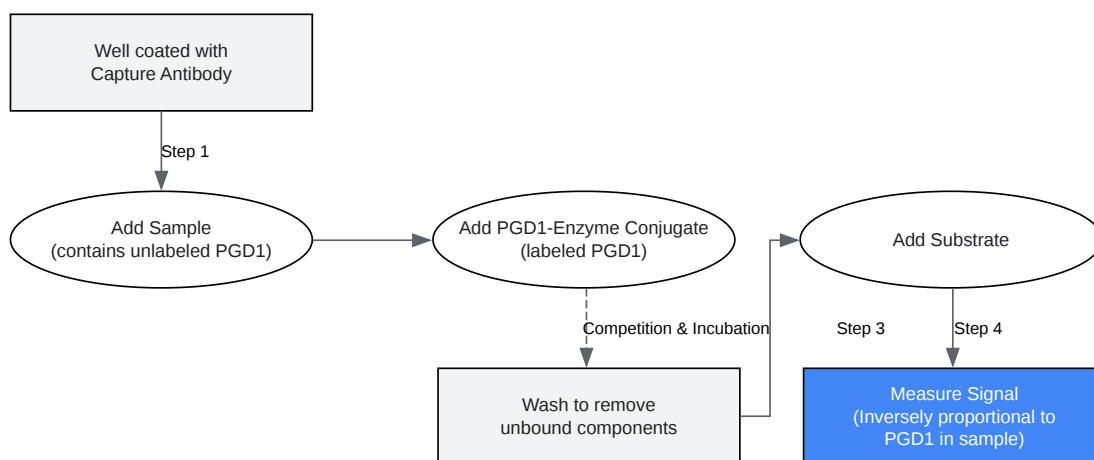 Well coated with
Capture Antibody
Step 1
Add Sample
(contains unlabeled PGD1)
Add PGD1-Enzyme Conjugate
(labeled PGD1)
Add Substrate
Competition & Incubation
Step 3
Step 4
Wash to remove
unbound components
Measure Signal
(Inversely proportional to
PGD1 in sample)